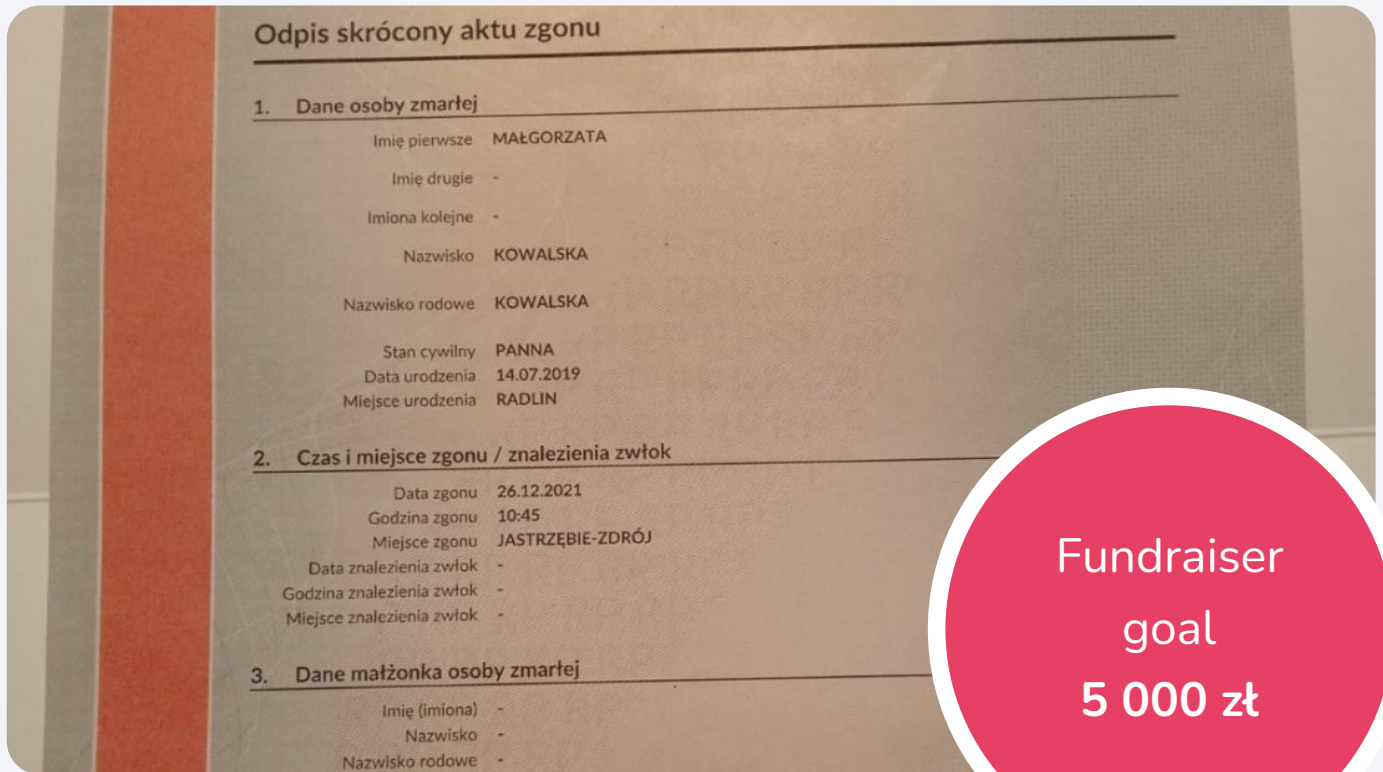 Odpis skrócony aktu zgonu
1. Dane osoby zmarłej
Imię pierwsze MAŁGORZATA
Imię drugie -
Imiona kolejne -
Nazwisko KOWALSKA
Nazwisko rodowe KOWALSKA
Stan cywilny PANNA
Data urodzenia 14.07.2019
Miejsce urodzenia RADLIN
2. Czas i miejsce zgonu / znalezienia zwłok
Data zgonu 26.12.2021
Godzina zgonu 10:45
Miejsce zgonu JASTRZĘBIE-ZDRÓJ
Data znalezienia zwłok -
Godzina znalezienia zwłok -
Miejsce znalezienia zwłok -
3. Dane małżonka osoby zmarłej
Imię (imiona) -
Nazwisko -
Nazwisko rodowe -
Fundraiser
goal
5 000 zł